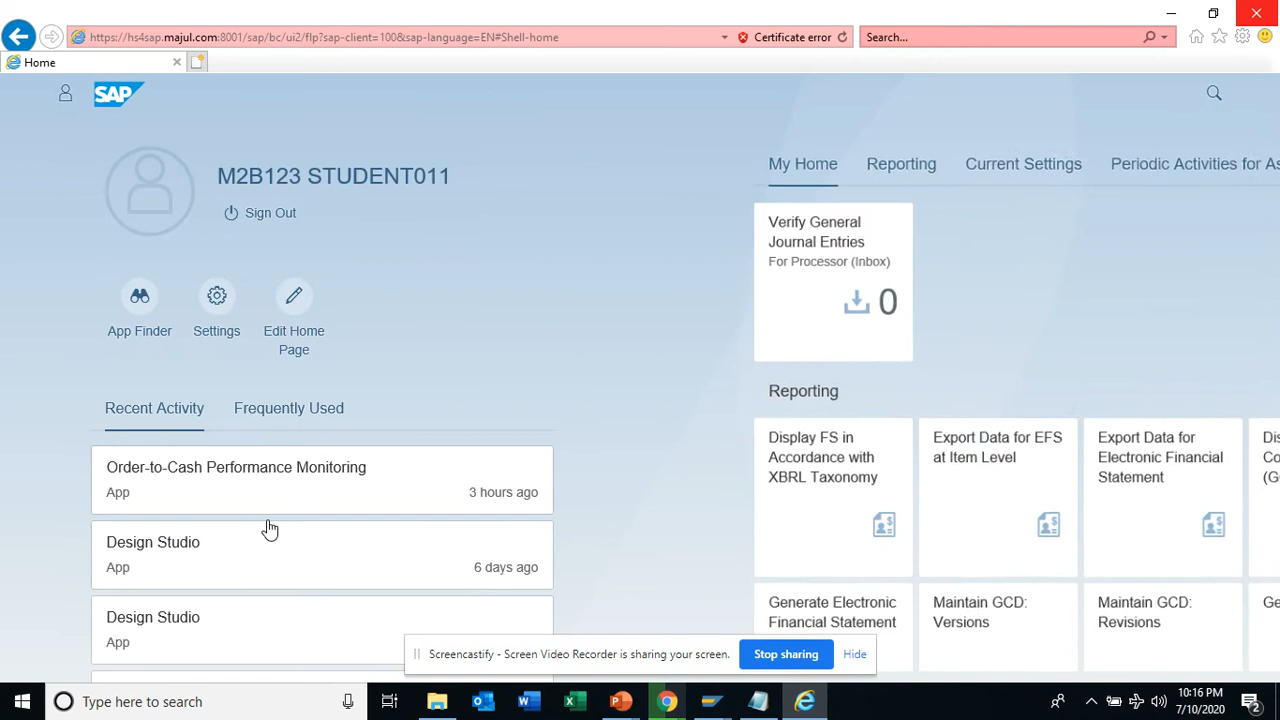 https://hs4sap.majul.com:8001/sap/bc/ui2/flp?sap-client=100&sap-language=EN#Shell-home
Certificate error
Search...
Home
SAP
M2B123 STUDENT011
Sign Out
App Finder
Settings
Edit Home
Page
Recent Activity
Frequently Used
Order-to-Cash Performance Monitoring
App
3 hours ago
Design Studio
App
6 days ago
Design Studio
App
My Home
Reporting
Current Settings
Periodic Activities for As
Verify General
Journal Entries
For Processor (Inbox)
0
Reporting
Display FS in
Accordance with
XBRL Taxonomy
Export Data for EFS
at Item Level
Export Data for
Electronic Financial
Statement
Dis
Co
(G
Generate Electronic
Financial Statement
Maintain GCD:
Versions
Maintain GCD:
Revisions
Ge
Screencastify - Screen Video Recorder is sharing your screen.
Stop sharing
Hide
Type here to search
10:16 PM
7/10/2020
2